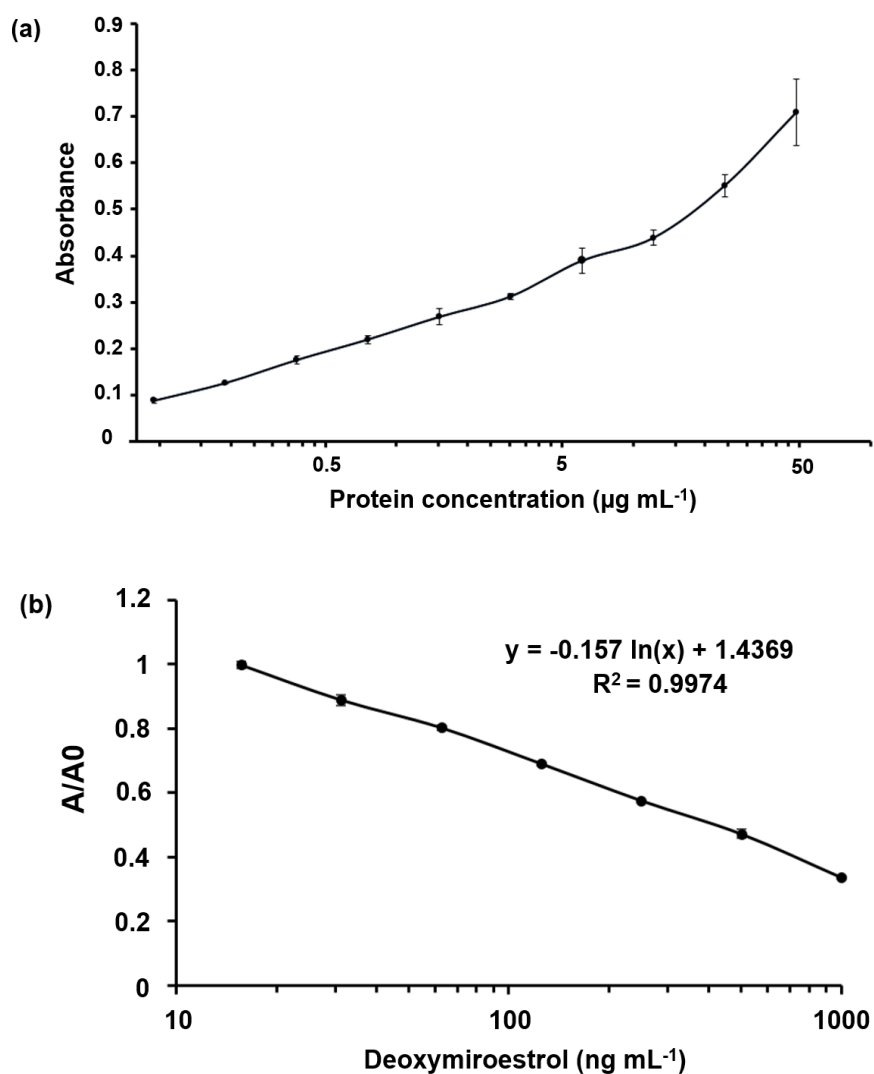 (a)
0.9
0.8
0.7
0.6
0.5
0.4
0.3
0.2
0.1
0
Absorbance
0.5 5 50
Protein concentration (µg mL⁻¹)
(b)
1.2
1
0.8
0.6
0.4
0.2
0
A/A0
y = -0.157 ln(x) + 1.4369
R² = 0.9974
10 100 1000
Deoxymiroestrol (ng mL⁻¹)